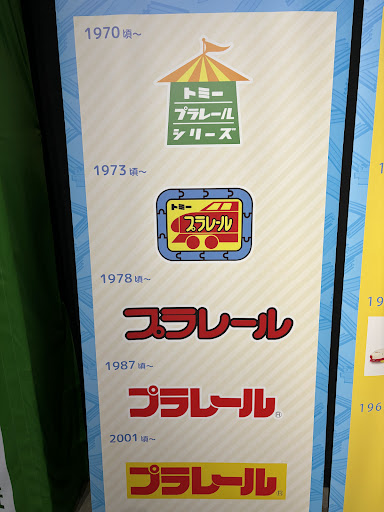 1970頃～
トミー
プラレール
シリーズ
1973頃～
トミー
プラレール
1978頃～
プラレール
1987頃～
プラレール®
2001頃～
プラレール®
196